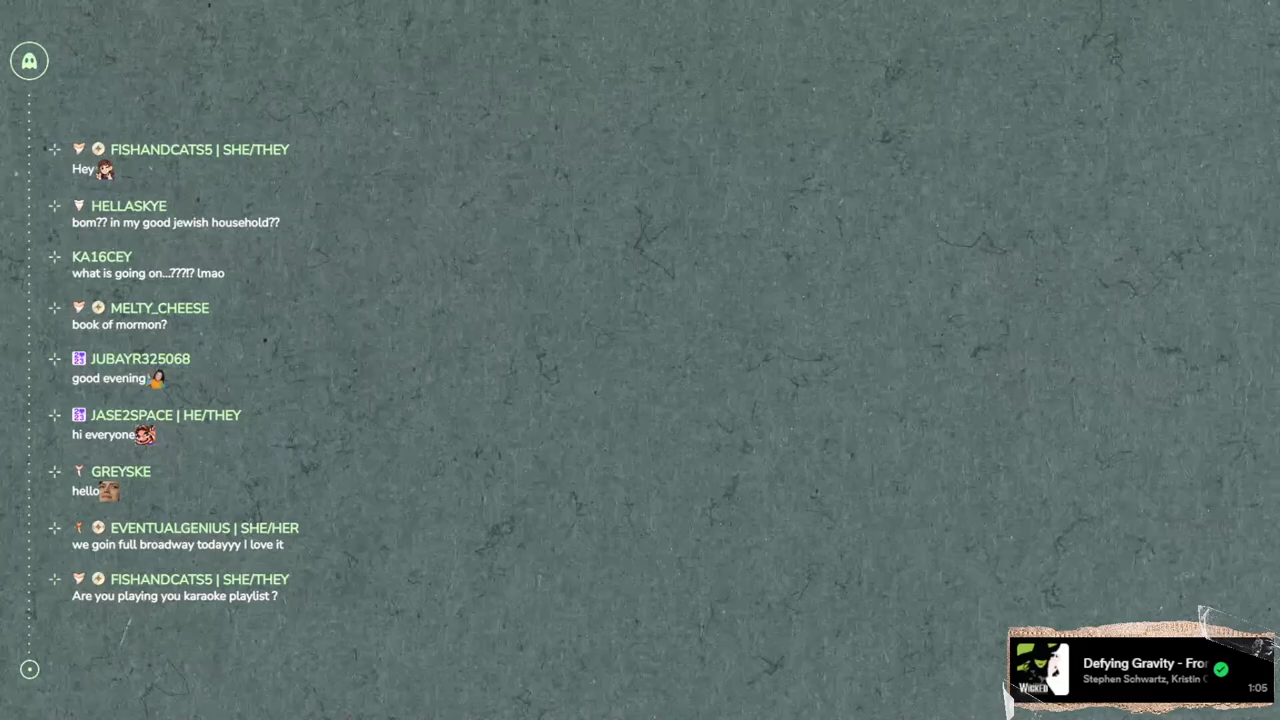 FISHANDCATS5 | SHE/THEY
Hey
HELLASKYE
bom?? in my good jewish household??
KA16CEY
what is going on...???!? lmao
MELTY_CHEESE
book of mormon?
JUBAYR325068
good evening
JASE2SPACE | HE/THEY
hi everyone
GREYSKE
hello
EVENTUALGENIUS | SHE/HER
we goin full broadway todayyy I love it
FISHANDCATS5 | SHE/THEY
Are you playing you karaoke playlist ?
WICKED
Defying Gravity - Fro
Stephen Schwartz, Kristin C
1:05